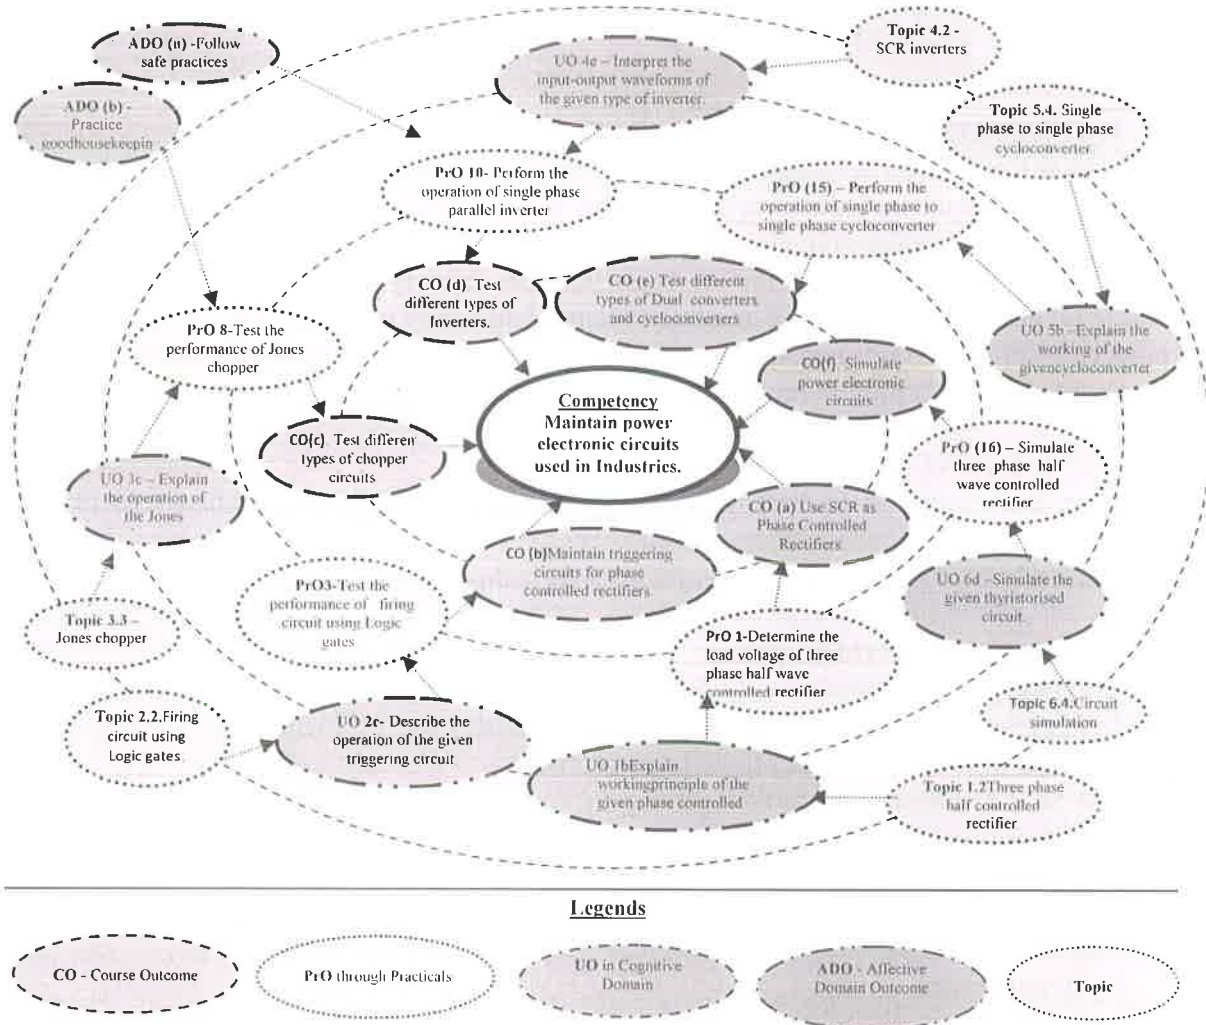 ADO (a) -Follow
safe practices
ADO (b) -
Practice
goodhousekeepin
UO 4e – Interpret the
input-output waveforms of
the given type of inverter.
Topic 4.2 -
SCR inverters
Topic 5.4. Single
phase to single phase
cycloconverter
PrO 10- Perform the
operation of single phase
parallel inverter
PrO (15) – Perform the
operation of single phase to
single phase cycloconverter
CO (d) Test
different types of
Inverters.
CO (e) Test different
types of Dual converters
and cycloconverters
PrO 8-Test the
performance of Jones
chopper
UO 5b - Explain the
working of the
givencycloconverter
CO(f) Simulate
power electronic
circuits
Competency
Maintain power
electronic circuits
used in Industries.
CO(c) Test different
types of chopper
circuits
PrO (16) – Simulate
three phase half
wave controlled
rectifier
UO 3c – Explain
the operation of
the Jones
CO (a) Use SCR as
Phase Controlled
Rectifiers
CO (b)Maintain triggering
circuits for phase
controlled rectifiers
PrO3-Test the
performance of firing
circuit using Logic
gates
UO 6d –Simulate the
given thyristorised
circuit.
Topic 3.3 –
Jones chopper
PrO 1-Determine the
load voltage of three
phase half wave
controlled rectifier
Topic 2.2.Firing
circuit using
Logic gates
UO 2c- Describe the
operation of the given
triggering circuit
Topic 6.4.Circuit
simulation
UO 1bExplain
workingprinciple of the
given phase controlled
Topic 1.2Three phase
half controlled
rectifier
Legends
CO - Course Outcome
PrO through Practicals
UO in Cognitive
Domain
ADO - Affective
Domain Outcome
Topic